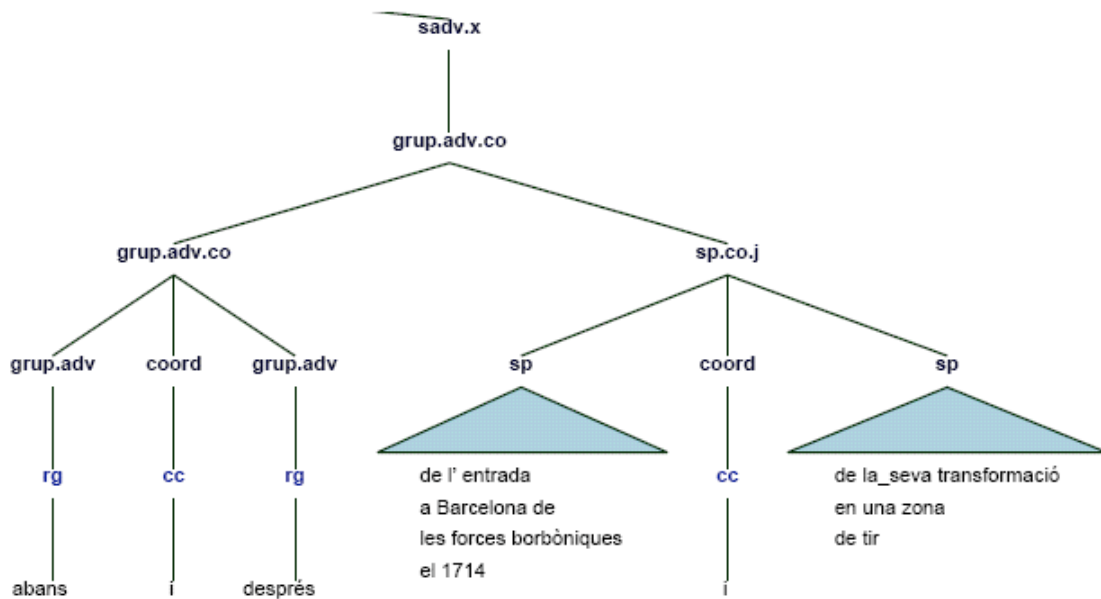 sadv.x
grup.adv.co
grup.adv.co sp.co.j
grup.adv coord grup.adv sp coord sp
rg cc rg de l' entrada cc de la_seva transformació
a Barcelona de en una zona
les forces borbòniques de tir
el 1714
abans i després i